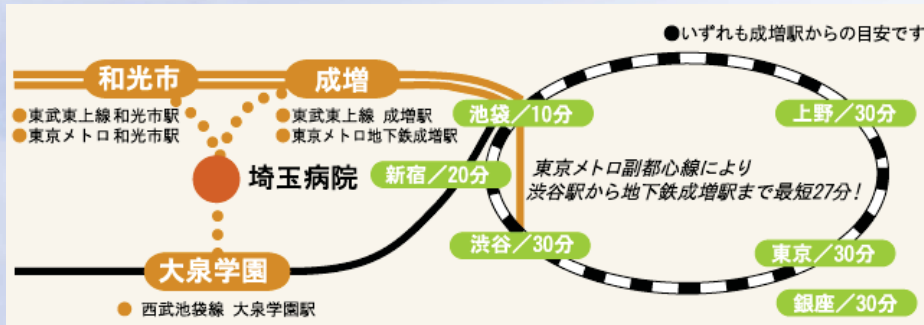 ●いずれも成増駅からの目安です
和光市
成増
●東武東上線和光市駅
●東京メトロ和光市駅
●東武東上線 成増駅
●東京メトロ地下鉄成増駅
池袋／10分
上野／30分
埼玉病院
新宿／20分
東京メトロ副都心線により
渋谷駅から地下鉄成増駅まで最短27分！
渋谷／30分
東京／30分
大泉学園
銀座／30分
● 西武池袋線 大泉学園駅